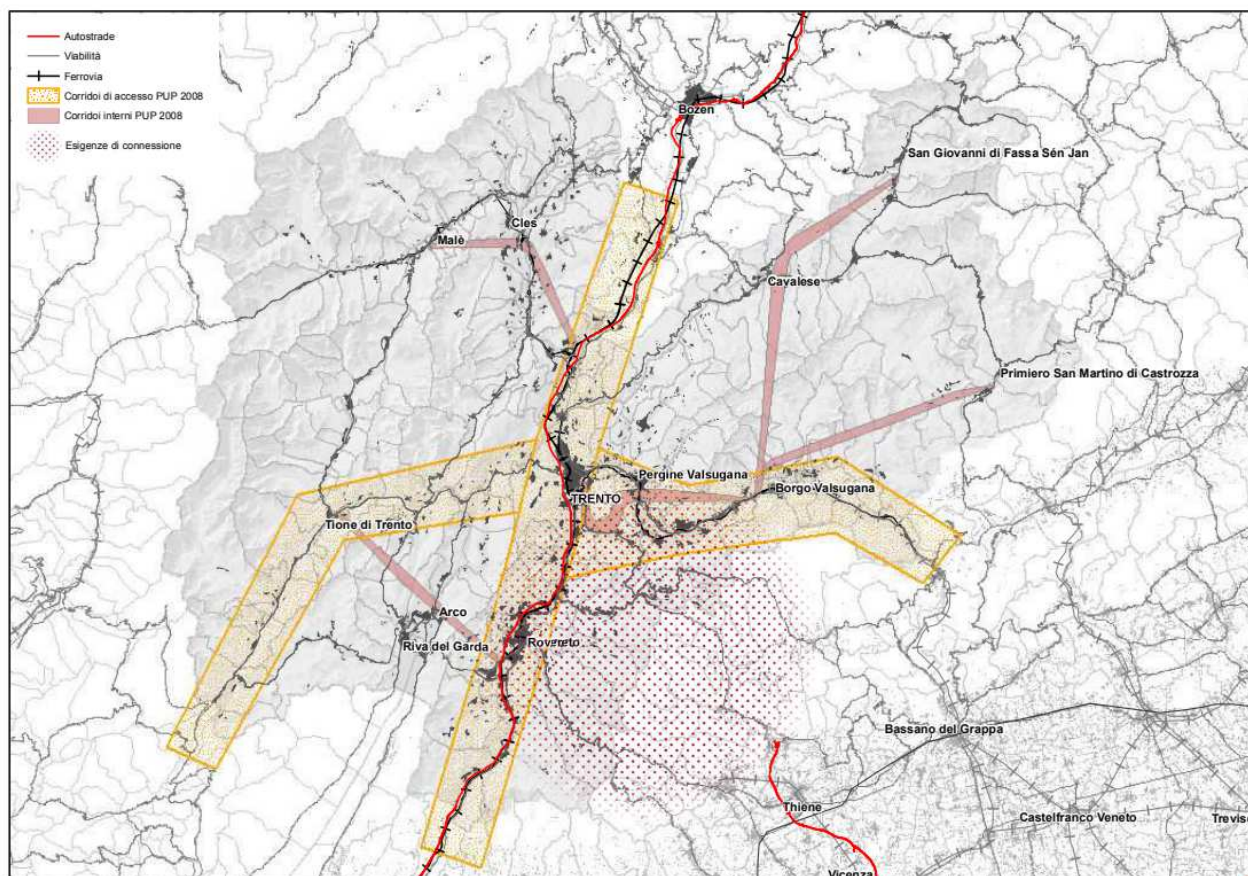 Autostrade
Viabilità
Ferrovia
Corridoi di accesso PUP 2008
Corridoi interni PUP 2008
Esigenze di connessione
Bozen
San Giovanni di Fassa Sén Jan
Cles
Malè
Cavalese
Primiero San Martino di Castrozza
Pergine Valsugana
Borgo Valsugana
TRENTO
Tione di Trento
Arco
Riva del Garda
Rovereto
Bassano del Grappa
Thiene
Castelfranco Veneto
Treviso
Vicenza